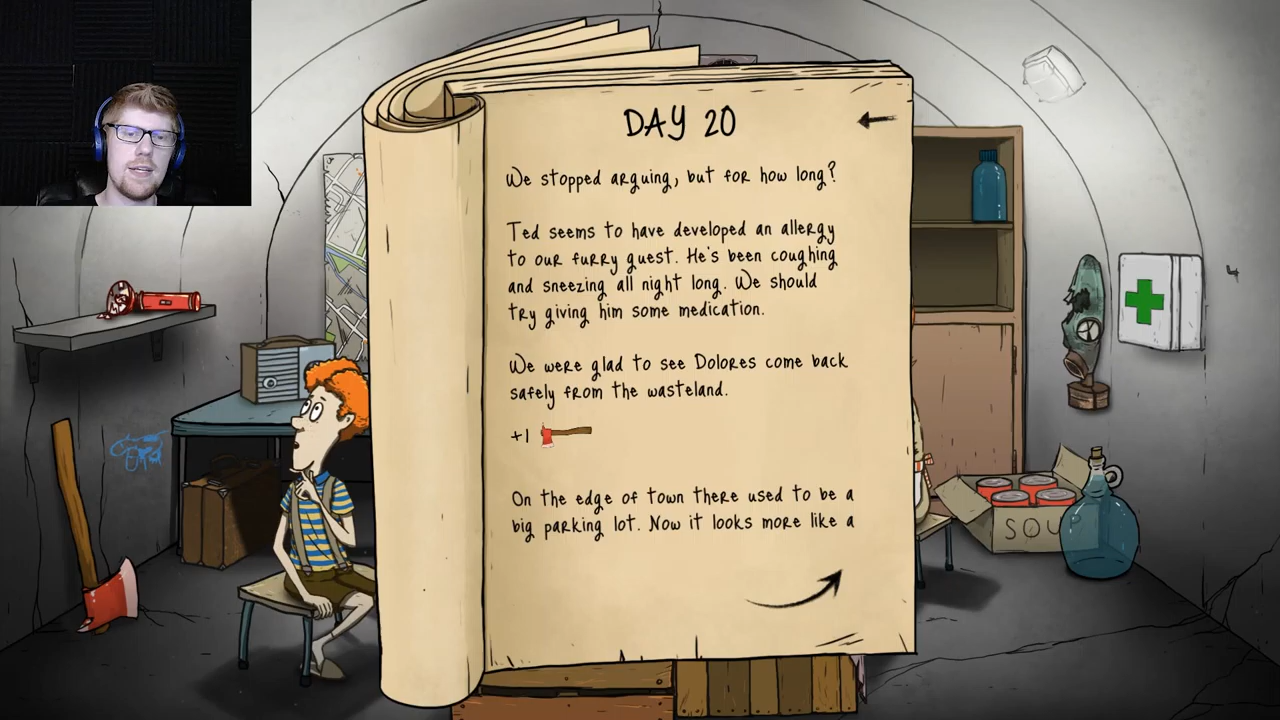 DAY 20
We stopped arguing, but for how long?
Ted seems to have developed an allergy
to our furry guest. He's been coughing
and sneezing all night long. We should
try giving him some medication.
We were glad to see Dolores come back
safely from the wasteland.
+1
On the edge of town there used to be a
big parking lot. Now it looks more like a
SOUP